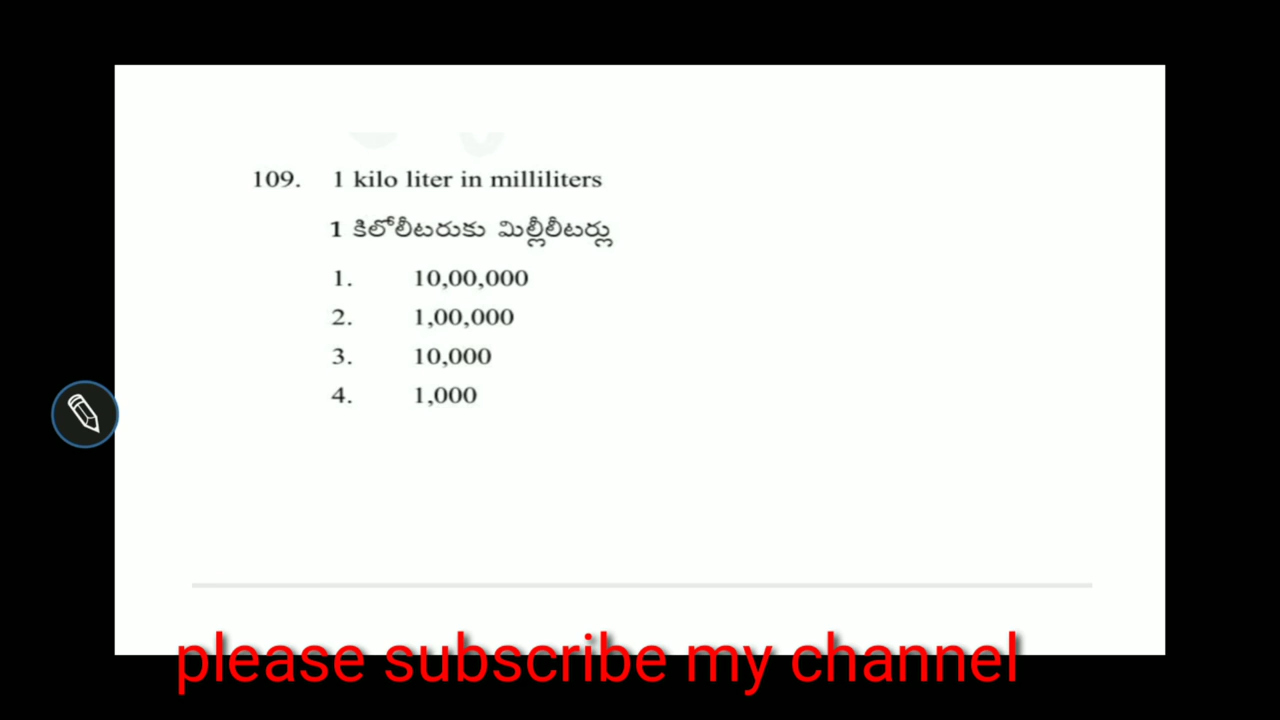 109. 1 kilo liter in milliliters
1 కిలోలీటరుకు మిల్లీలీటర్లు
1. 10,00,000
2. 1,00,000
3. 10,000
4. 1,000
please subscribe my channel